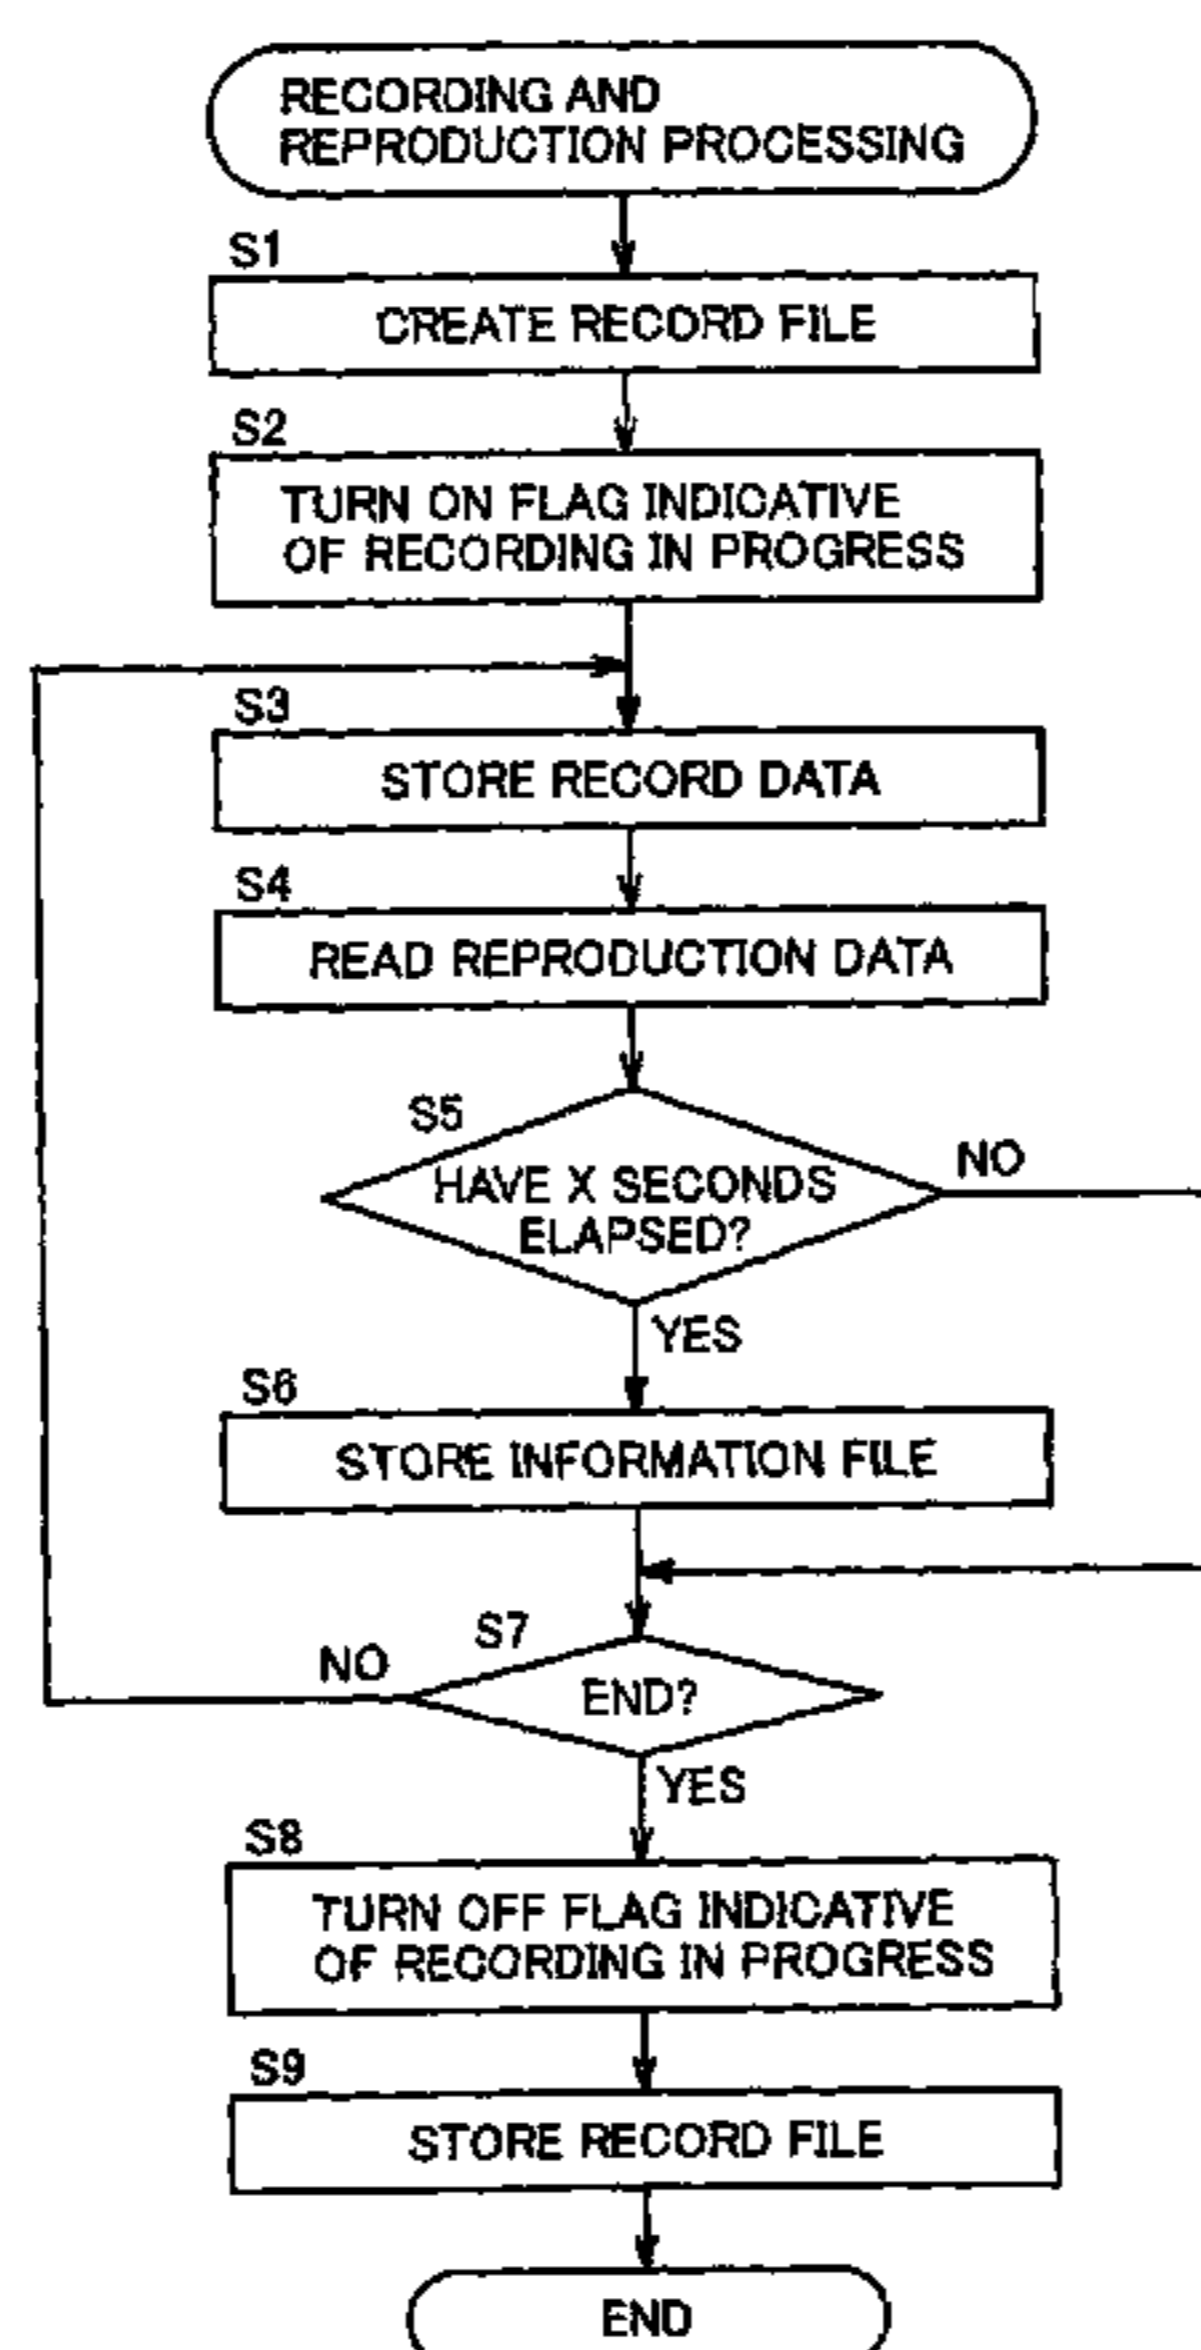 RECORDING AND
REPRODUCTION PROCESSING
S1
CREATE RECORD FILE
S2
TURN ON FLAG INDICATIVE
OF RECORDING IN PROGRESS
S3
STORE RECORD DATA
S4
READ REPRODUCTION DATA
S5
HAVE X SECONDS
ELAPSED?
NO
YES
S6
STORE INFORMATION FILE
S7
NO
END?
YES
S8
TURN OFF FLAG INDICATIVE
OF RECORDING IN PROGRESS
S9
STORE RECORD FILE
END